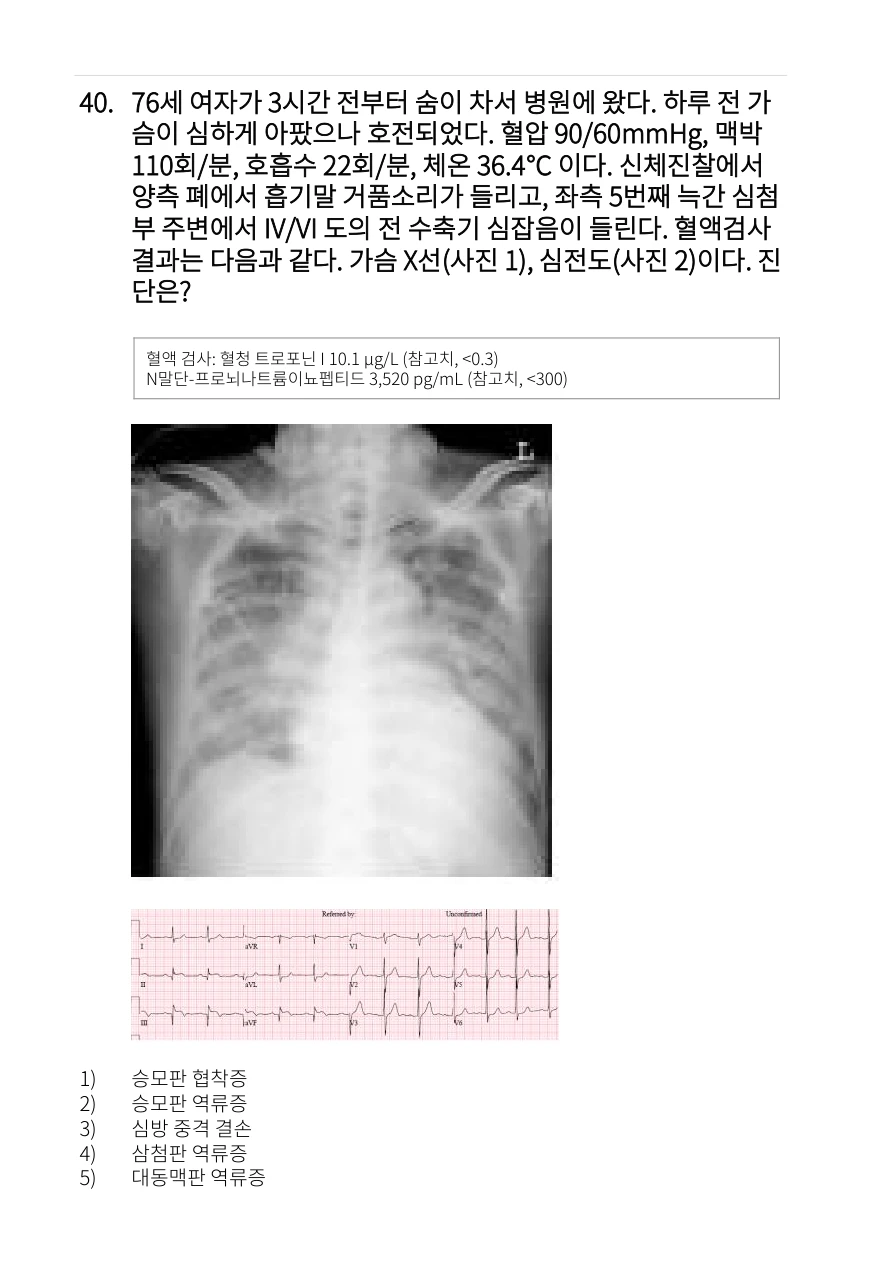 40. 76세 여자가 3시간 전부터 숨이 차서 병원에 왔다. 하루 전 가
슴이 심하게 아팠으나 호전되었다. 혈압 90/60mmHg, 맥박
110회/분, 호흡수 22회/분, 체온 36.4℃ 이다. 신체진찰에서
양측 폐에서 흡기말 거품소리가 들리고, 좌측 5번째 늑간 심첨
부 주변에서 IV/VI 도의 전 수축기 심잡음이 들린다. 혈액검사
결과는 다음과 같다. 가슴 X선(사진 1), 심전도(사진 2)이다. 진
단은?
혈액 검사: 혈청 트로포닌 I 10.1 µg/L (참고치, <0.3)
N말단-프로뇌나트륨이뇨펩티드 3,520 pg/mL (참고치, <300)
L
Referred by: Unconfirmed
I aVR V1 V4
II aVL V2 V5
III aVF V3 V6
1) 승모판 협착증
2) 승모판 역류증
3) 심방 중격 결손
4) 삼첨판 역류증
5) 대동맥판 역류증